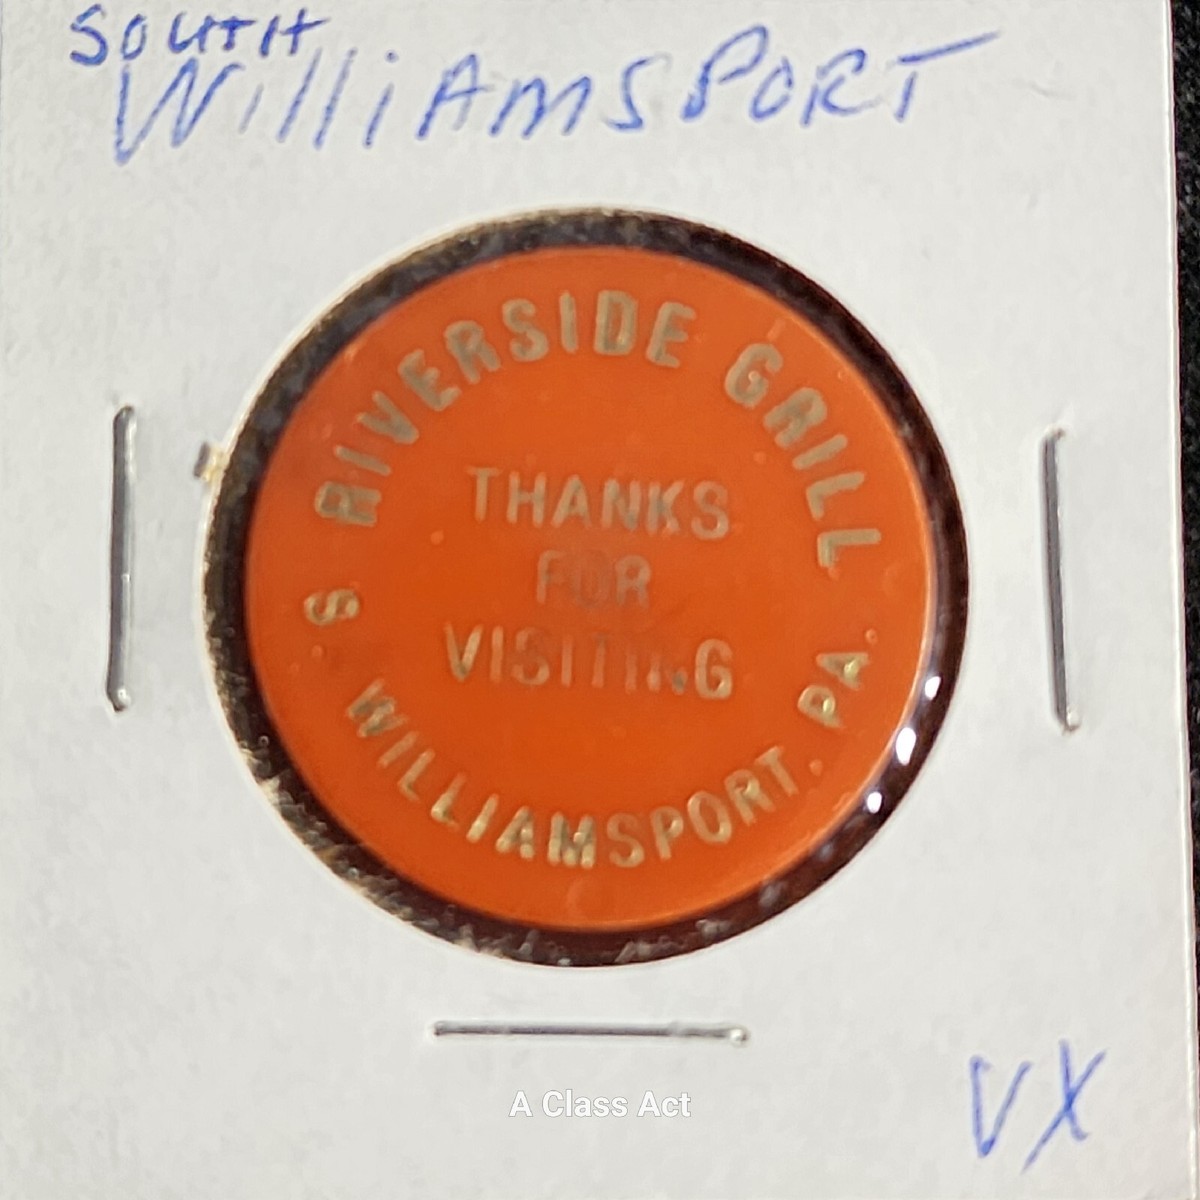 SOUTH
WilliAMSPORT
RIVERSIDE GRILL
THANKS
FOR
VISITING
S. WILLIAMSPORT, PA.
A Class Act
VX